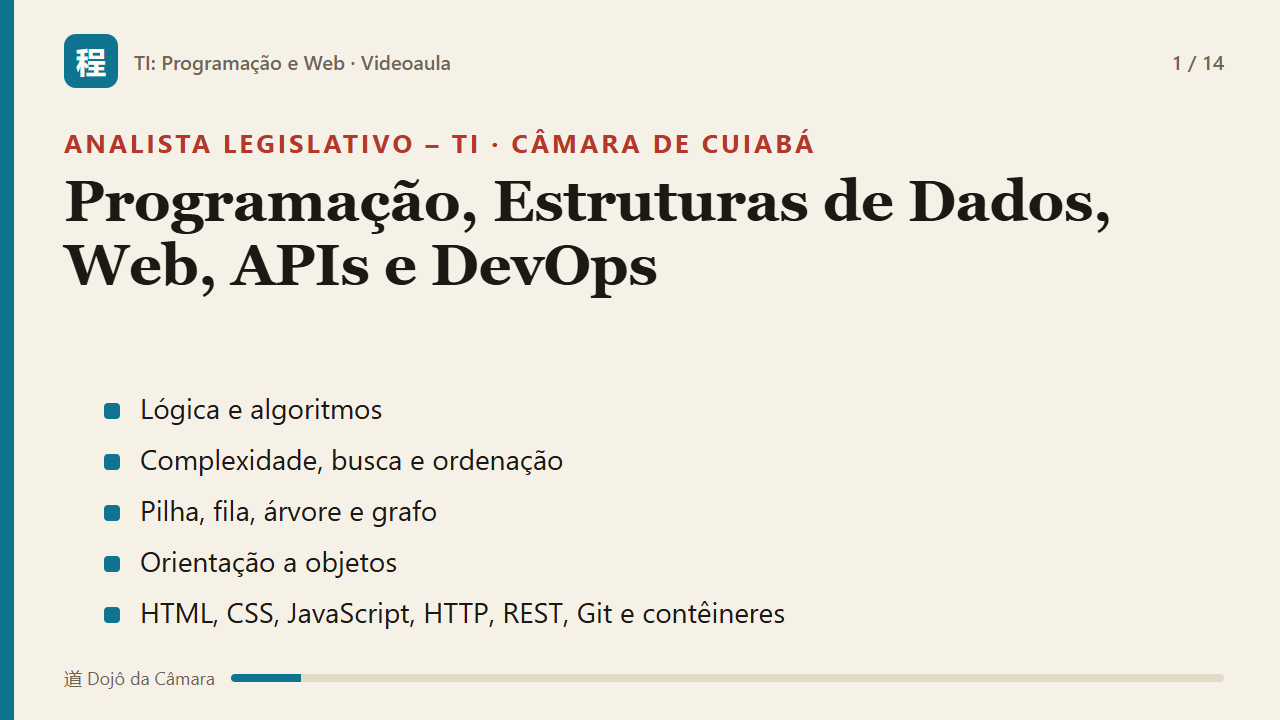 程 TI: Programação e Web · Videoaula
1 / 14
ANALISTA LEGISLATIVO – TI · CÂMARA DE CUIABÁ
Programação, Estruturas de Dados,
Web, APIs e DevOps
Lógica e algoritmos
Complexidade, busca e ordenação
Pilha, fila, árvore e grafo
Orientação a objetos
HTML, CSS, JavaScript, HTTP, REST, Git e contêineres
道 Dojô da Câmara